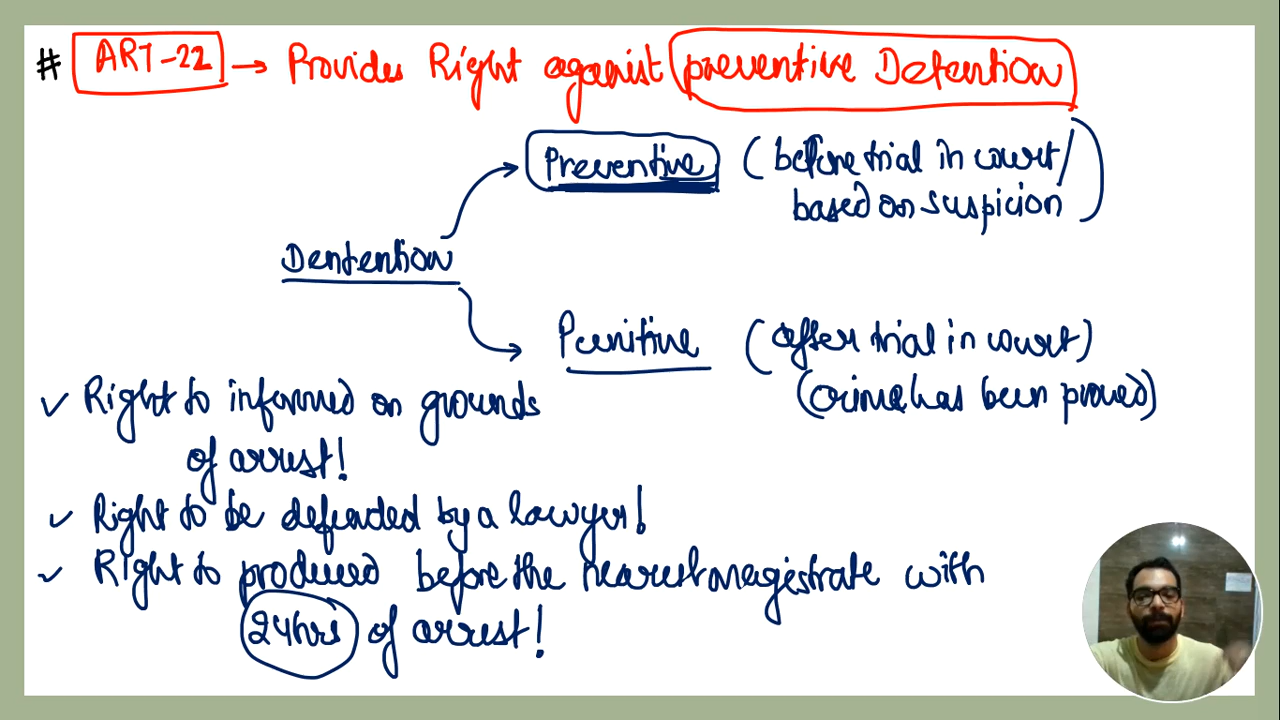 # ART-22 → Provides Right against preventive Detention
Preventive (before trial in court/
based on suspicion)
Dentention
Punitive (after trial in court)
(crime has been proved)
✓ Right to informed on grounds
of arrest!
✓ Right to be defended by a lawyer!
✓ Right to produced before the nearest magistrate with
24hrs of arrest!